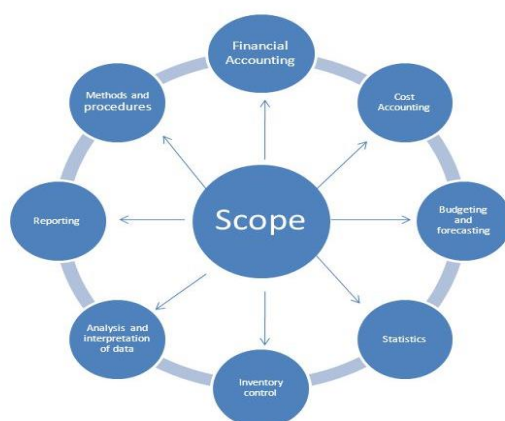 Financial
Accounting
Cost
Accounting
Budgeting
and
forecasting
Statistics
Inventory
control
Analysis and
interpretation
of data
Reporting
Methods and
procedures
Scope